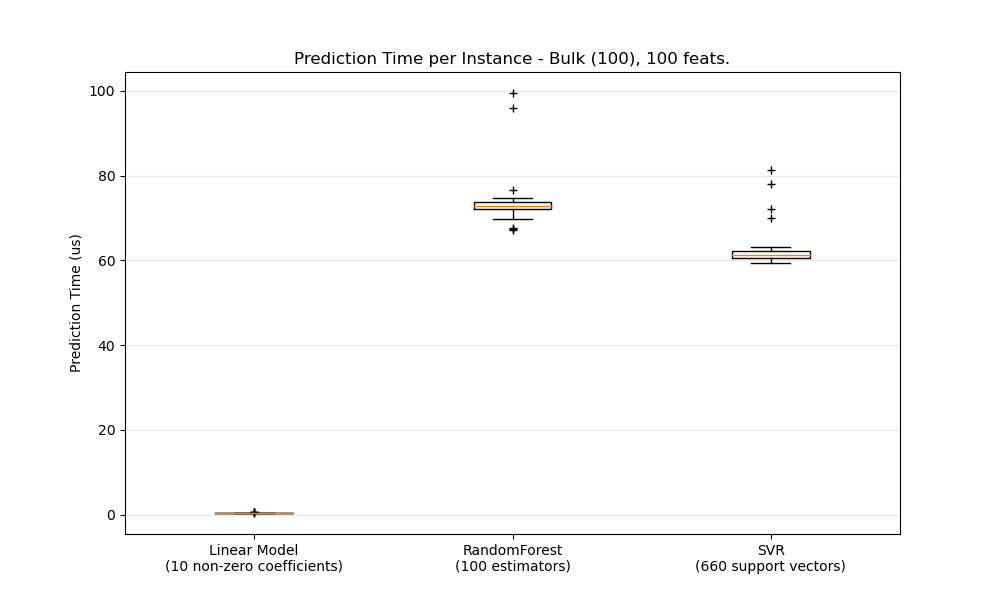 Prediction Time per Instance - Bulk (100), 100 feats.
Prediction Time (us)
100
80
60
40
20
0
Linear Model
(10 non-zero coefficients)
RandomForest
(100 estimators)
SVR
(660 support vectors)